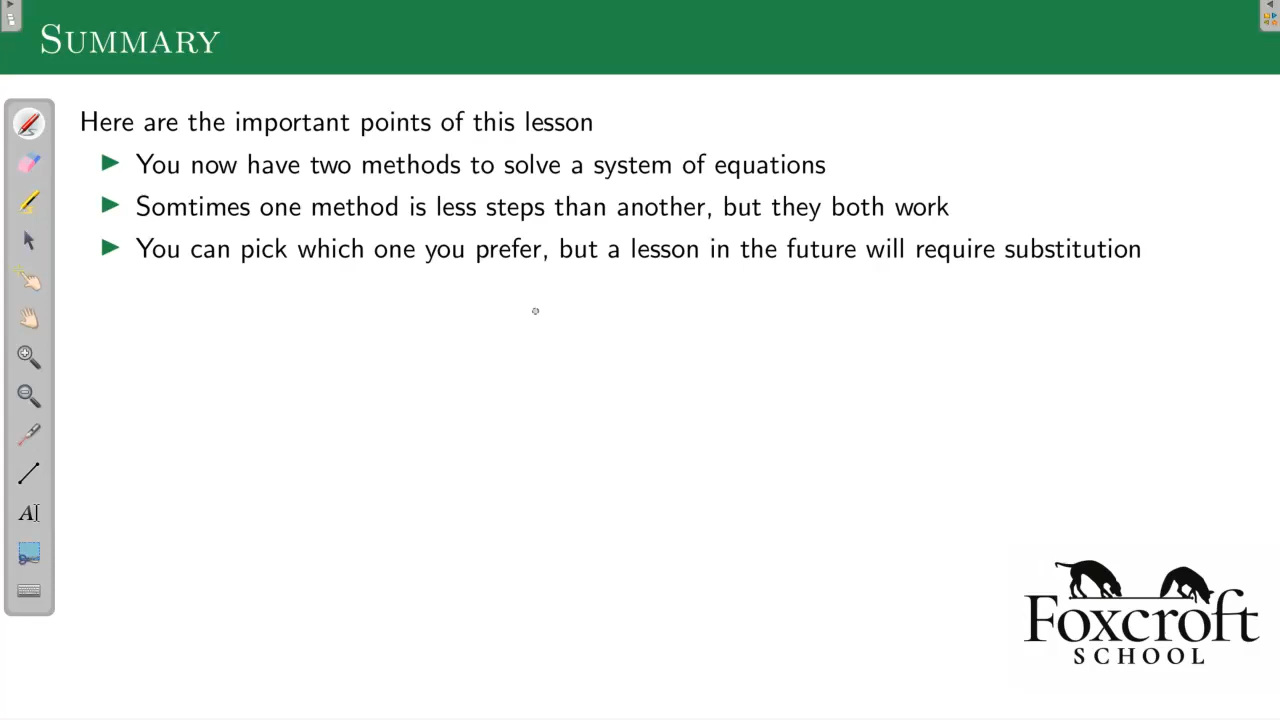 Summary
Here are the important points of this lesson
You now have two methods to solve a system of equations
Somtimes one method is less steps than another, but they both work
You can pick which one you prefer, but a lesson in the future will require substitution
AI
Foxcroft
SCHOOL